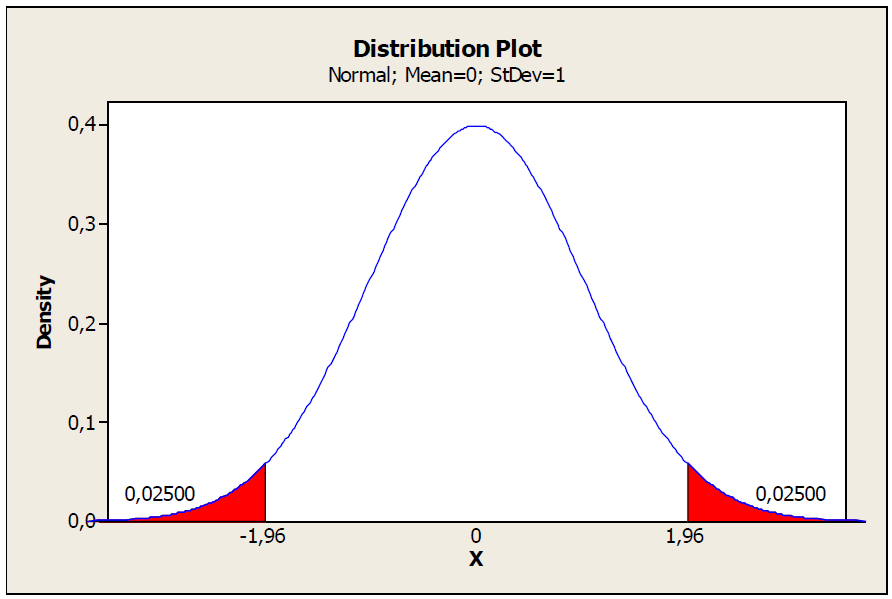 Distribution Plot
Normal; Mean=0; StDev=1
0,4
0,3
0,2
0,1
0,0
Density
0,02500
0,02500
-1,96
0
1,96
X